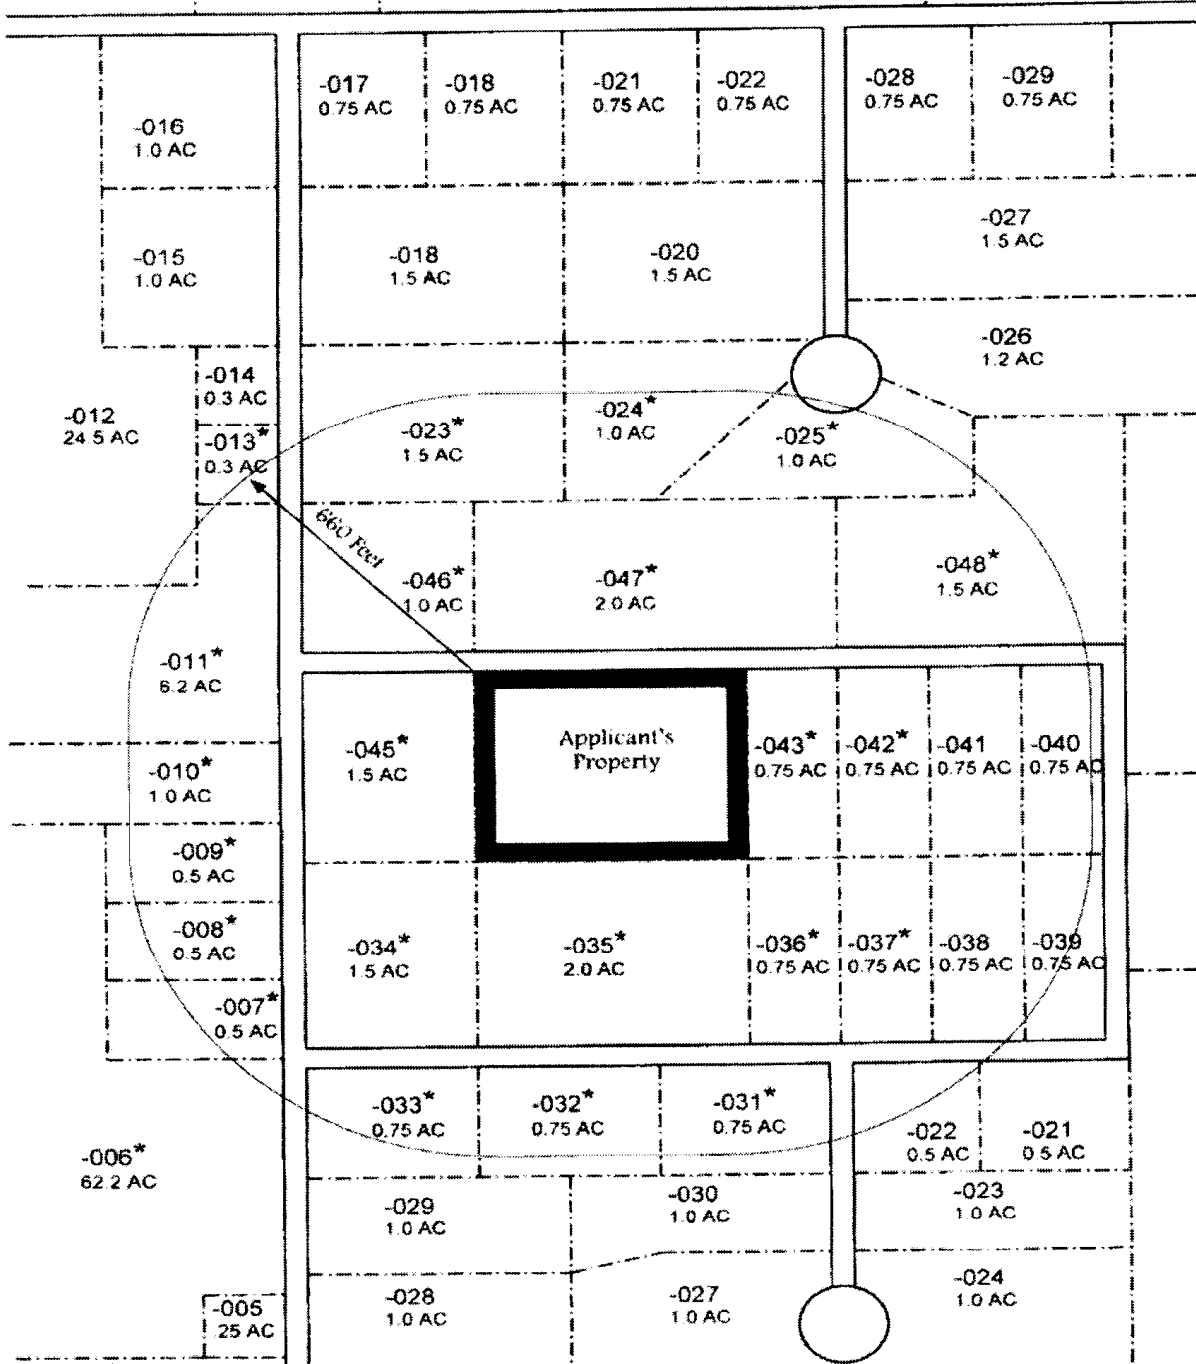 -017
0.75 AC
-018
0.75 AC
-021
0.75 AC
-022
0.75 AC
-028
0.75 AC
-029
0.75 AC
-016
1.0 AC
-015
1.0 AC
-018
1.5 AC
-020
1.5 AC
-027
1.5 AC
-026
1.2 AC
-014
0.3 AC
-012
24.5 AC
-013*
0.3 AC
-023*
1.5 AC
-024*
1.0 AC
-025*
1.0 AC
660 Feet
-046*
1.0 AC
-047*
2.0 AC
-048*
1.5 AC
-011*
6.2 AC
-045*
1.5 AC
Applicant's
Property
-043*
0.75 AC
-042*
0.75 AC
-041
0.75 AC
-040
0.75 AC
-010*
1.0 AC
-009*
0.5 AC
-008*
0.5 AC
-007*
0.5 AC
-034*
1.5 AC
-035*
2.0 AC
-036*
0.75 AC
-037*
0.75 AC
-038
0.75 AC
-039
0.75 AC
-033*
0.75 AC
-032*
0.75 AC
-031*
0.75 AC
-022
0.5 AC
-021
0.5 AC
-006*
62.2 AC
-029
1.0 AC
-030
1.0 AC
-023
1.0 AC
-005
.25 AC
-028
1.0 AC
-027
1.0 AC
-024
1.0 AC